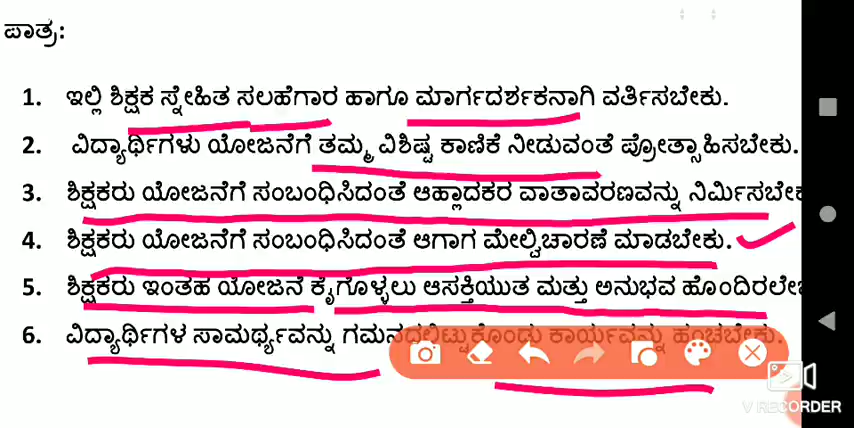 ಪಾತ್ರ:
1. ಇಲ್ಲಿ ಶಿಕ್ಷಕ ಸ್ನೇಹಿತ ಸಲಹೆಗಾರ ಹಾಗೂ ಮಾರ್ಗದರ್ಶಕನಾಗಿ ವರ್ತಿಸಬೇಕು.
2. ವಿದ್ಯಾರ್ಥಿಗಳು ಯೋಜನೆಗೆ ತಮ್ಮ ವಿಶಿಷ್ಟ ಕಾಣಿಕೆ ನೀಡುವಂತೆ ಪ್ರೋತ್ಸಾಹಿಸಬೇಕು.
3. ಶಿಕ್ಷಕರು ಯೋಜನೆಗೆ ಸಂಬಂಧಿಸಿದಂತೆ ಆಹ್ಲಾದಕರ ವಾತಾವರಣವನ್ನು ನಿರ್ಮಿಸಬೇಕ
4. ಶಿಕ್ಷಕರು ಯೋಜನೆಗೆ ಸಂಬಂಧಿಸಿದಂತೆ ಆಗಾಗ ಮೇಲ್ವಿಚಾರಣೆ ಮಾಡಬೇಕು.
5. ಶಿಕ್ಷಕರು ಇಂತಹ ಯೋಜನೆ ಕೈಗೊಳ್ಳಲು ಆಸಕ್ತಿಯುತ ಮತ್ತು ಅನುಭವ ಹೊಂದಿರಲೇಬ
6. ವಿದ್ಯಾರ್ಥಿಗಳ ಸಾಮರ್ಥ್ಯವನ್ನು ಗಮನದಲ್ಲಿಟ್ಟುಕೊಂಡು ಕಾರ್ಯವನ್ನು ಹಂಚಬೇಕು.
V RECORDER